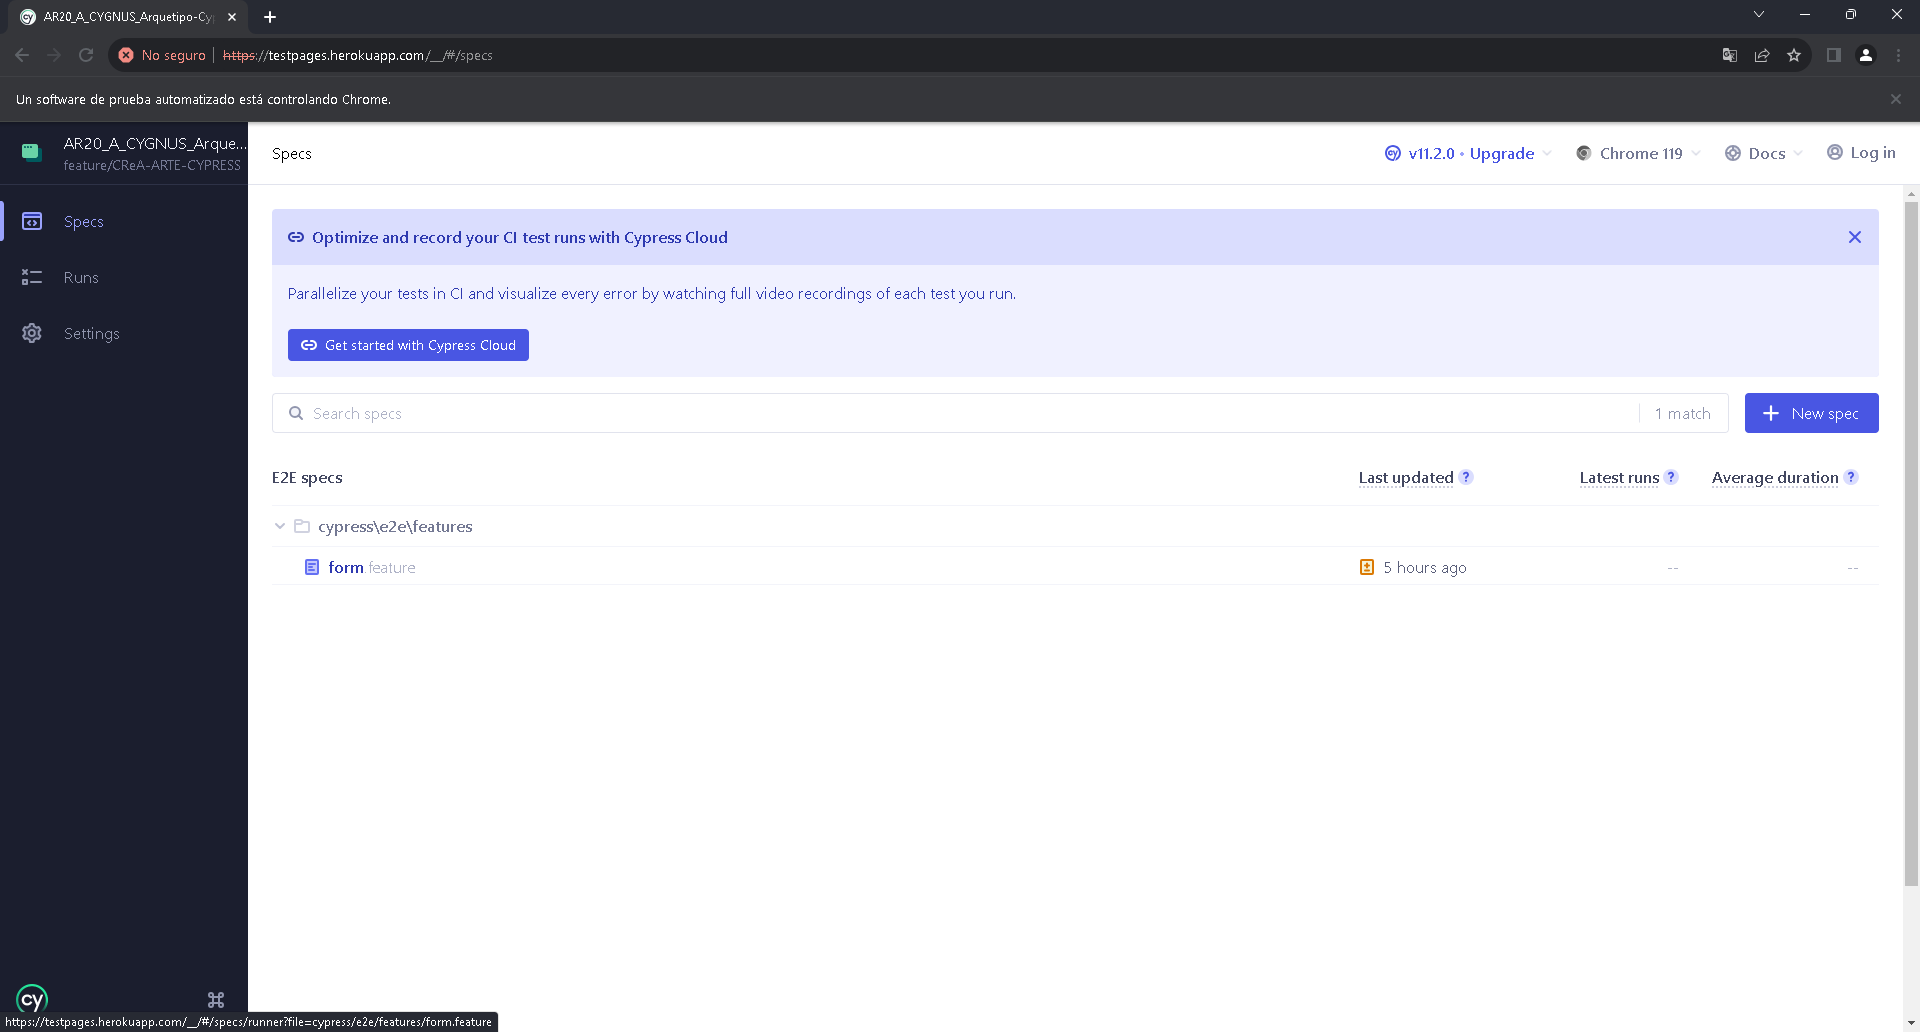 AR20_A_CYGNUS_Arquetipo-Cy
No seguro
https://testpages.herokuapp.com/__/#/specs
Un software de prueba automatizado está controlando Chrome.
AR20_A_CYGNUS_Arque...
feature/CReA-ARTE-CYPRESS
Specs
Runs
Settings
cy
Specs
v11.2.0 • Upgrade
Chrome 119
Docs
Log in
Optimize and record your CI test runs with Cypress Cloud
Parallelize your tests in CI and visualize every error by watching full video recordings of each test you run.
Get started with Cypress Cloud
Search specs
1 match
New spec
E2E specs
Last updated ?
Latest runs ?
Average duration ?
cypress\e2e\features
form.feature
5 hours ago
--
--
https://testpages.herokuapp.com/__/#/specs/runner?file=cypress/e2e/features/form.feature